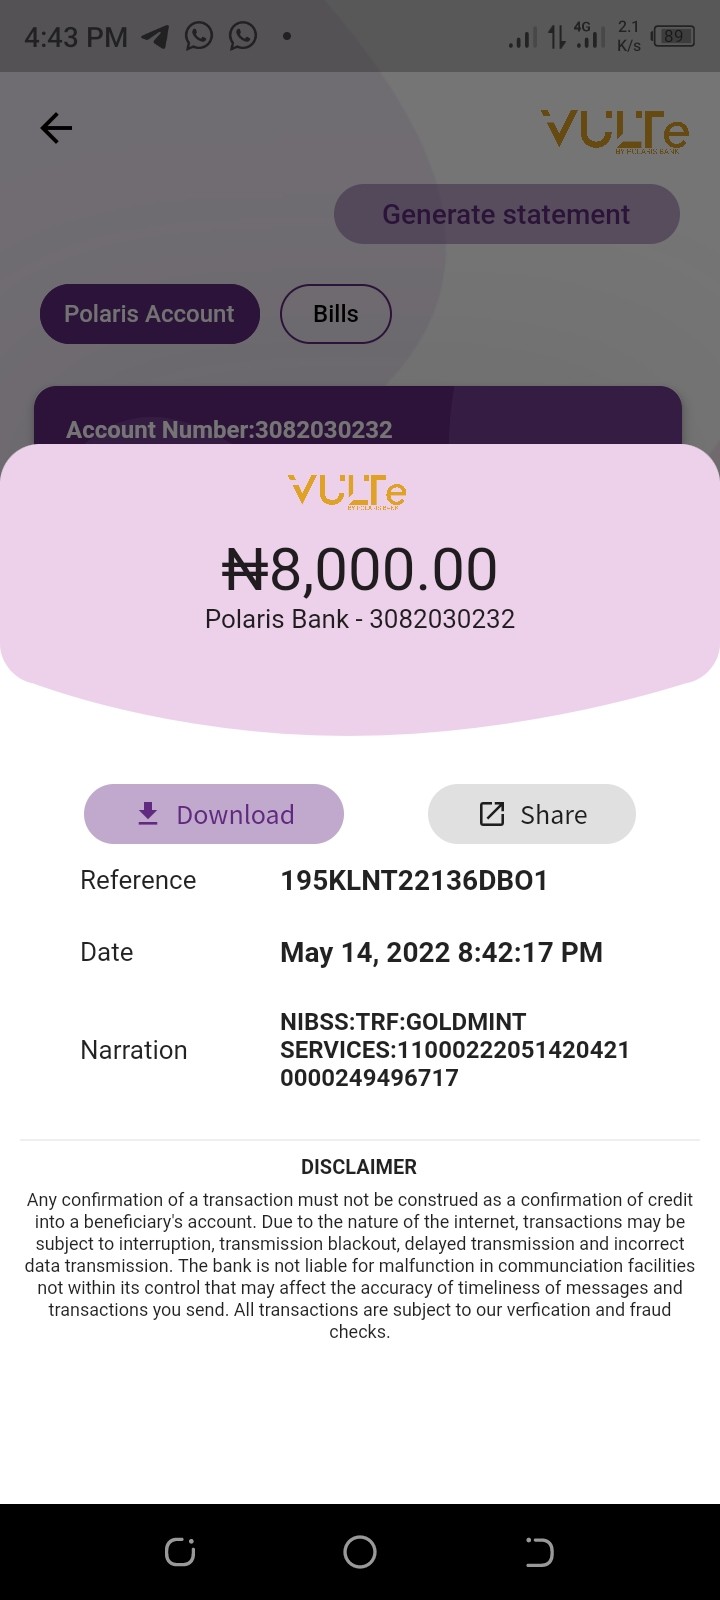 4:43 PM
4G
2.1
K/s
89
VULTe
BY POLARIS BANK
Generate statement
Polaris Account
Bills
Account Number:3082030232
VULTe
BY POLARIS BANK
₦8,000.00
Polaris Bank - 3082030232
Download
Share
Reference
195KLNT22136DBO1
Date
May 14, 2022 8:42:17 PM
Narration
NIBSS:TRF:GOLDMINT
SERVICES:11000222051420421
0000249496717
DISCLAIMER
Any confirmation of a transaction must not be construed as a confirmation of credit
into a beneficiary's account. Due to the nature of the internet, transactions may be
subject to interruption, transmission blackout, delayed transmission and incorrect
data transmission. The bank is not liable for malfunction in communciation facilities
not within its control that may affect the accuracy of timeliness of messages and
transactions you send. All transactions are subject to our verfication and fraud
checks.